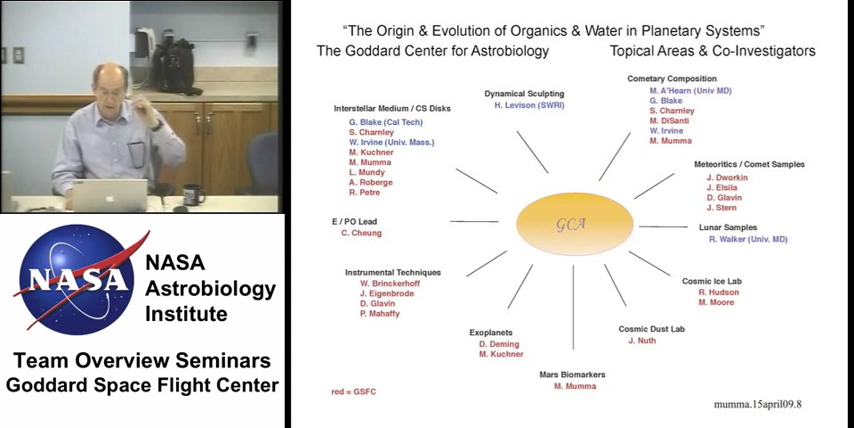 "The Origin & Evolution of Organics & Water in Planetary Systems"
The Goddard Center for Astrobiology
Topical Areas & Co-Investigators
Cometary Composition
M. A'Hearn (Univ MD)
G. Blake
S. Charnley
M. DiSanti
W. Irvine
M. Mumma
Dynamical Sculpting
H. Levison (SWRI)
Interstellar Medium / CS Disks
G. Blake (Cal Tech)
S. Charnley
W. Irvine (Univ. Mass.)
M. Kuchner
M. Mumma
L. Mundy
A. Roberge
R. Petre
Meteoritics / Comet Samples
J. Dworkin
J. Elsila
D. Glavin
J. Stern
GCA
E / PO Lead
C. Cheung
Lunar Samples
R. Walker (Univ. MD)
Instrumental Techniques
W. Brinckerhoff
J. Eigenbrode
D. Glavin
P. Mahaffy
Cosmic Ice Lab
R. Hudson
M. Moore
Exoplanets
D. Deming
M. Kuchner
Cosmic Dust Lab
J. Nuth
Mars Biomarkers
M. Mumma
red = GSFC
mumma.15april09.8
NASA
NASA
Astrobiology
Institute
Team Overview Seminars
Goddard Space Flight Center